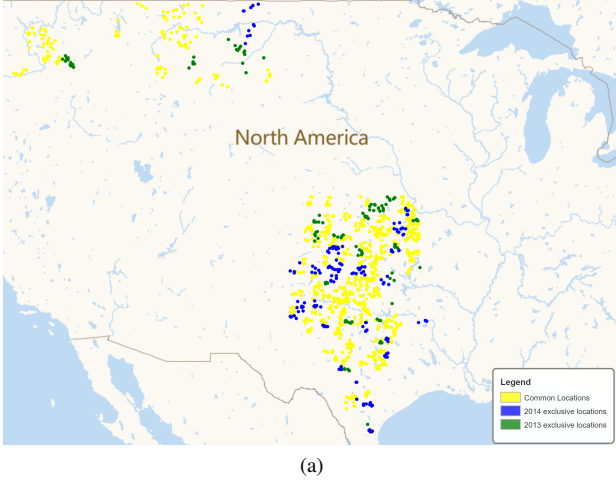 North America
Legend
Common Locations
2014 exclusive locations
2013 exclusive locations
(a)